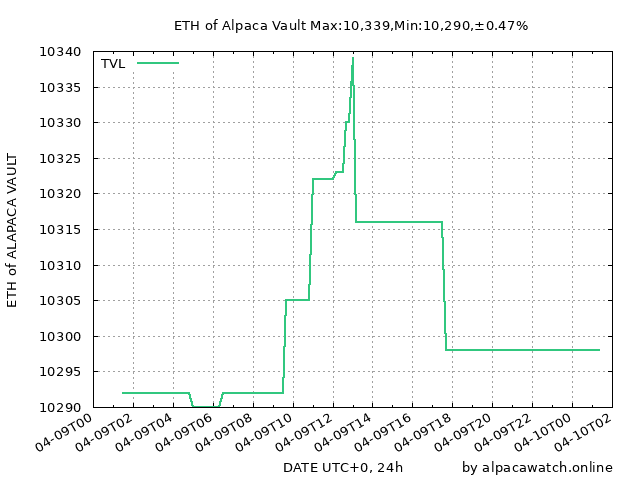 ETH of Alpaca Vault Max:10,339,Min:10,290,±0.47%
TVL
ETH of ALAPACA VAULT
10340
10335
10330
10325
10320
10315
10310
10305
10300
10295
10290
04-09T00
04-09T02
04-09T04
04-09T06
04-09T08
04-09T10
04-09T12
04-09T14
04-09T16
04-09T18
04-09T20
04-09T22
04-10T00
04-10T02
DATE UTC+0, 24h
by alpacawatch.online